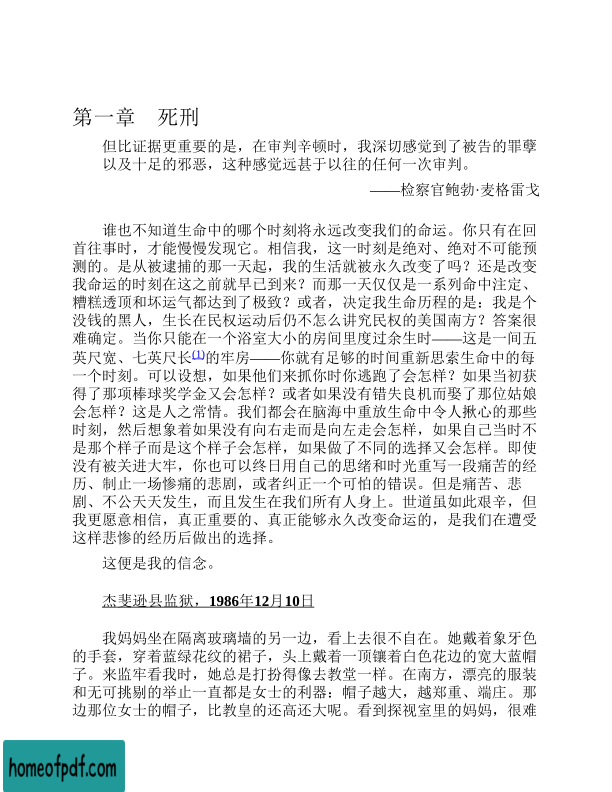 第一章 死刑
但比证据更重要的是，在审判辛顿时，我深切感觉到了被告的罪孽
以及十足的邪恶，这种感觉远甚于以往的任何一次审判。
——检察官鲍勃·麦格雷戈
谁也不知道生命中的哪个时刻将永远改变我们的命运。你只有在回
首往事时，才能慢慢发现它。相信我，这一时刻是绝对、绝对不可能预
测的。是从被逮捕的那一天起，我的生活就被永久改变了吗？还是改变
我命运的时刻在这之前就早已到来？而那一天仅仅是一系列命中注定、
糟糕透顶和坏运气都达到了极致？或者，决定我生命历程的是：我是个
没钱的黑人，生长在民权运动后仍不怎么讲究民权的美国南方？答案很
难确定。当你只能在一个浴室大小的房间里度过余生时——这是一间五
英尺宽、七英尺长(1)的牢房——你就有足够的时间重新思索生命中的每
一个时刻。可以设想，如果他们来抓你时你逃跑了会怎样？如果当初获
得了那项棒球奖学金又会怎样？或者如果没有错失良机而娶了那位姑娘
会怎样？这是人之常情。我们都会在脑海中重放生命中令人揪心的那些
时刻，然后想象着如果没有向右走而是向左走会怎样，如果自己当时不
是那个样子而是这个样子会怎样，如果做了不同的选择又会怎样。即使
没有被关进大牢，你也可以终日用自己的思绪和时光重写一段痛苦的经
历、制止一场惨痛的悲剧，或者纠正一个可怕的错误。但是痛苦、悲
剧、不公天天发生，而且发生在我们所有人身上。世道虽如此艰辛，但
我更愿意相信，真正重要的、真正能够永久改变命运的，是我们在遭受
这样悲惨的经历后做出的选择。
这便是我的信念。
杰斐逊县监狱，1986年12月10日
我妈妈坐在隔离玻璃墙的另一边，看上去很不自在。她戴着象牙色
的手套，穿着蓝绿花纹的裙子，头上戴着一顶镶着白色花边的宽大蓝帽
子。来监牢看我时，她总是打扮得像去教堂一样。在南方，漂亮的服装
和无可挑剔的举止一直都是女士的利器：帽子越大，越郑重、端庄。那
边那位女士的帽子，比教皇的还高还大呢。看到探视室里的妈妈，很难
homeofpdf.com